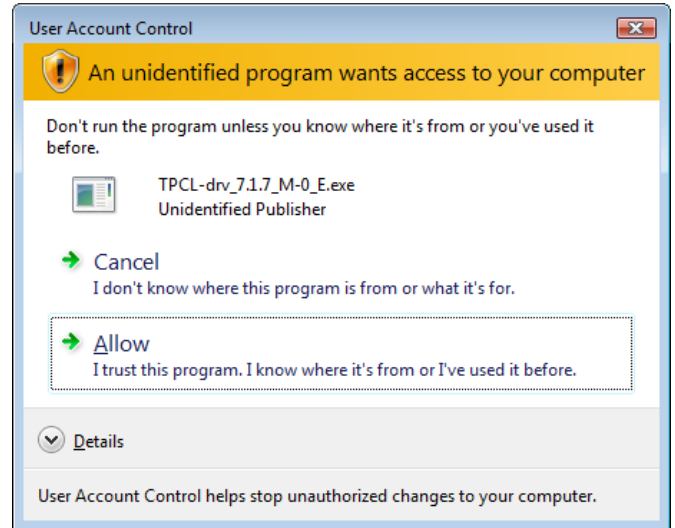 User Account Control
An unidentified program wants access to your computer
Don't run the program unless you know where it's from or you've used it
before.
TPCL-drv_7.1.7_M-0_E.exe
Unidentified Publisher
Cancel
I don't know where this program is from or what it's for.
Allow
I trust this program. I know where it's from or I've used it before.
Details
User Account Control helps stop unauthorized changes to your computer.